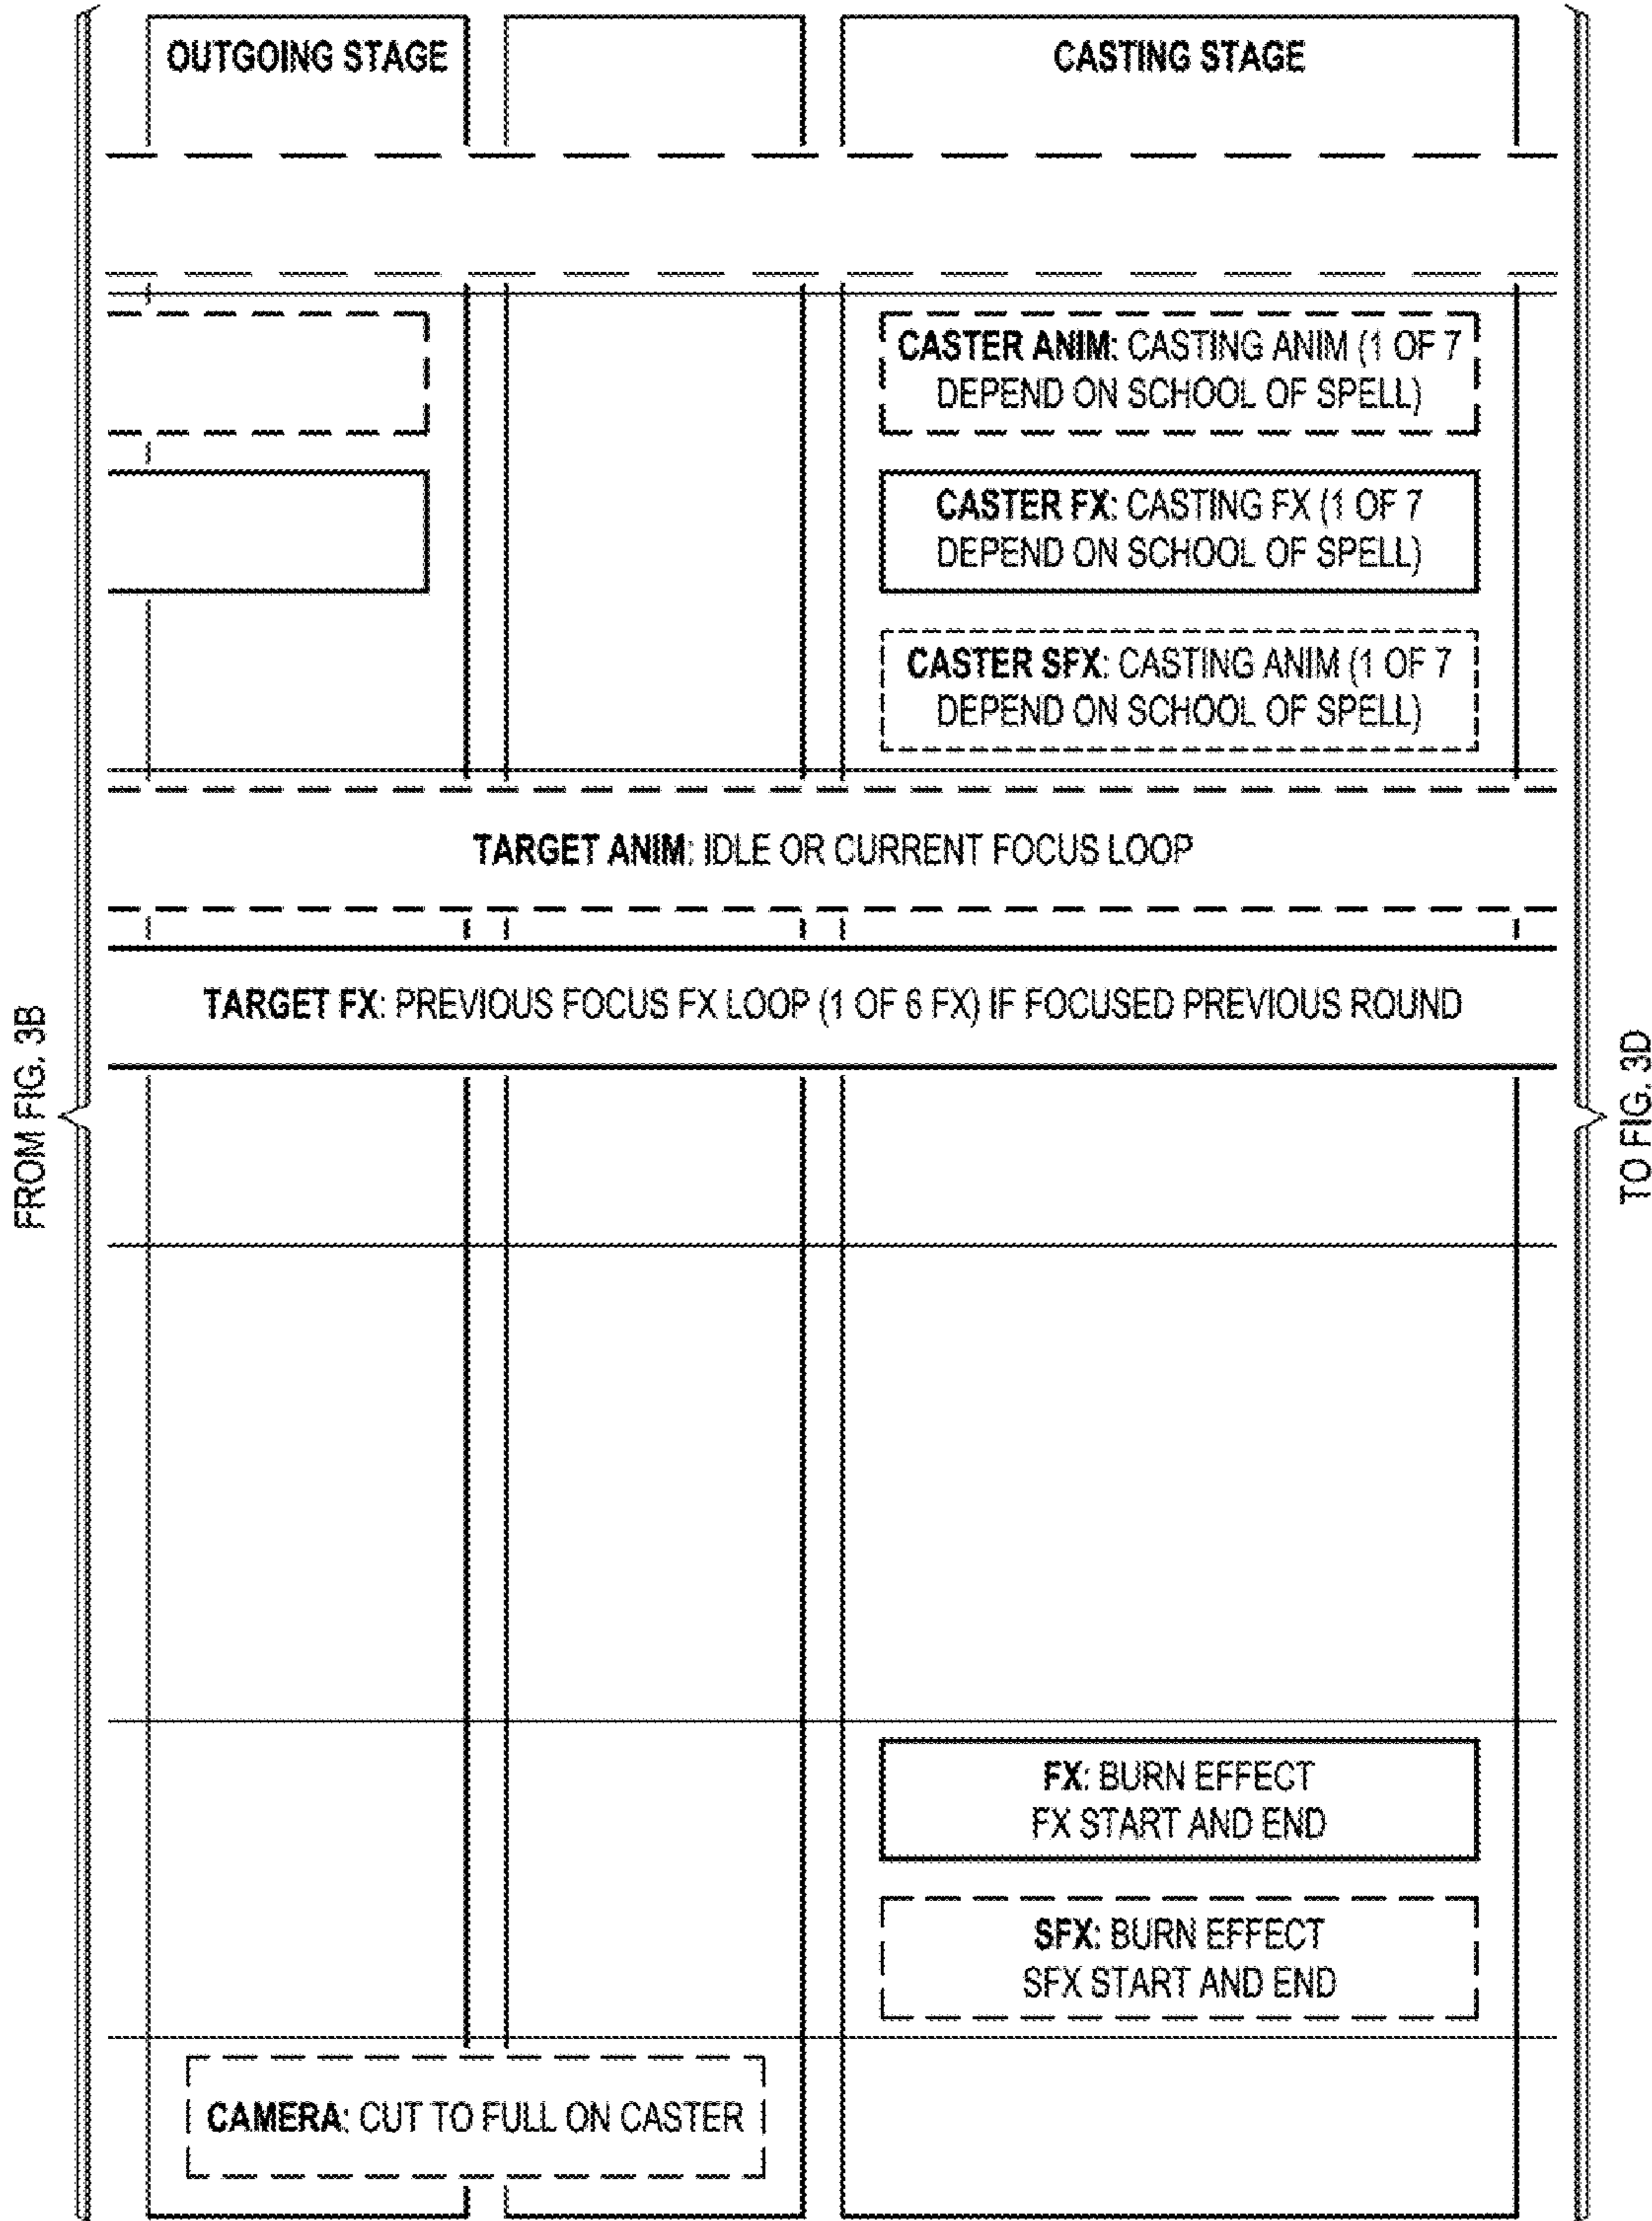 OUTGOING STAGE
CASTING STAGE
CASTER ANIM: CASTING ANIM (1 OF 7
DEPEND ON SCHOOL OF SPELL)
CASTER FX: CASTING FX (1 OF 7
DEPEND ON SCHOOL OF SPELL)
CASTER SFX: CASTING ANIM (1 OF 7
DEPEND ON SCHOOL OF SPELL)
TARGET ANIM: IDLE OR CURRENT FOCUS LOOP
TARGET FX: PREVIOUS FOCUS FX LOOP (1 OF 6 FX) IF FOCUSED PREVIOUS ROUND
FROM FIG. 3B
TO FIG. 3D
FX: BURN EFFECT
FX START AND END
SFX: BURN EFFECT
SFX START AND END
CAMERA: CUT TO FULL ON CASTER